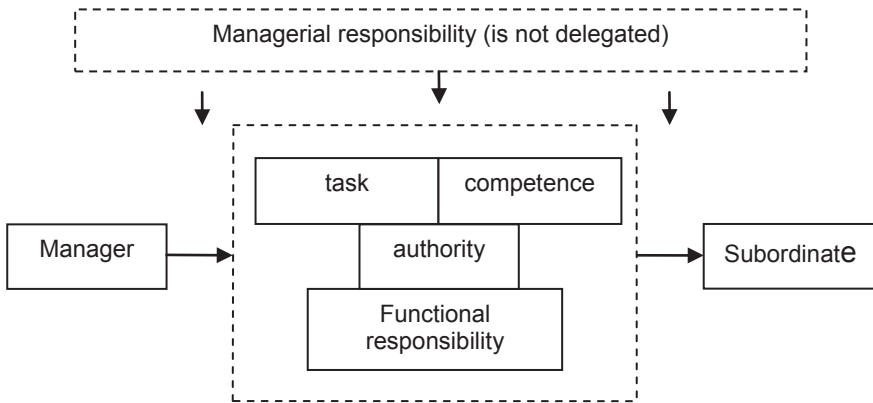 Managerial responsibility (is not delegated)
task
competence
Manager
authority
Subordinate
Functional
responsibility